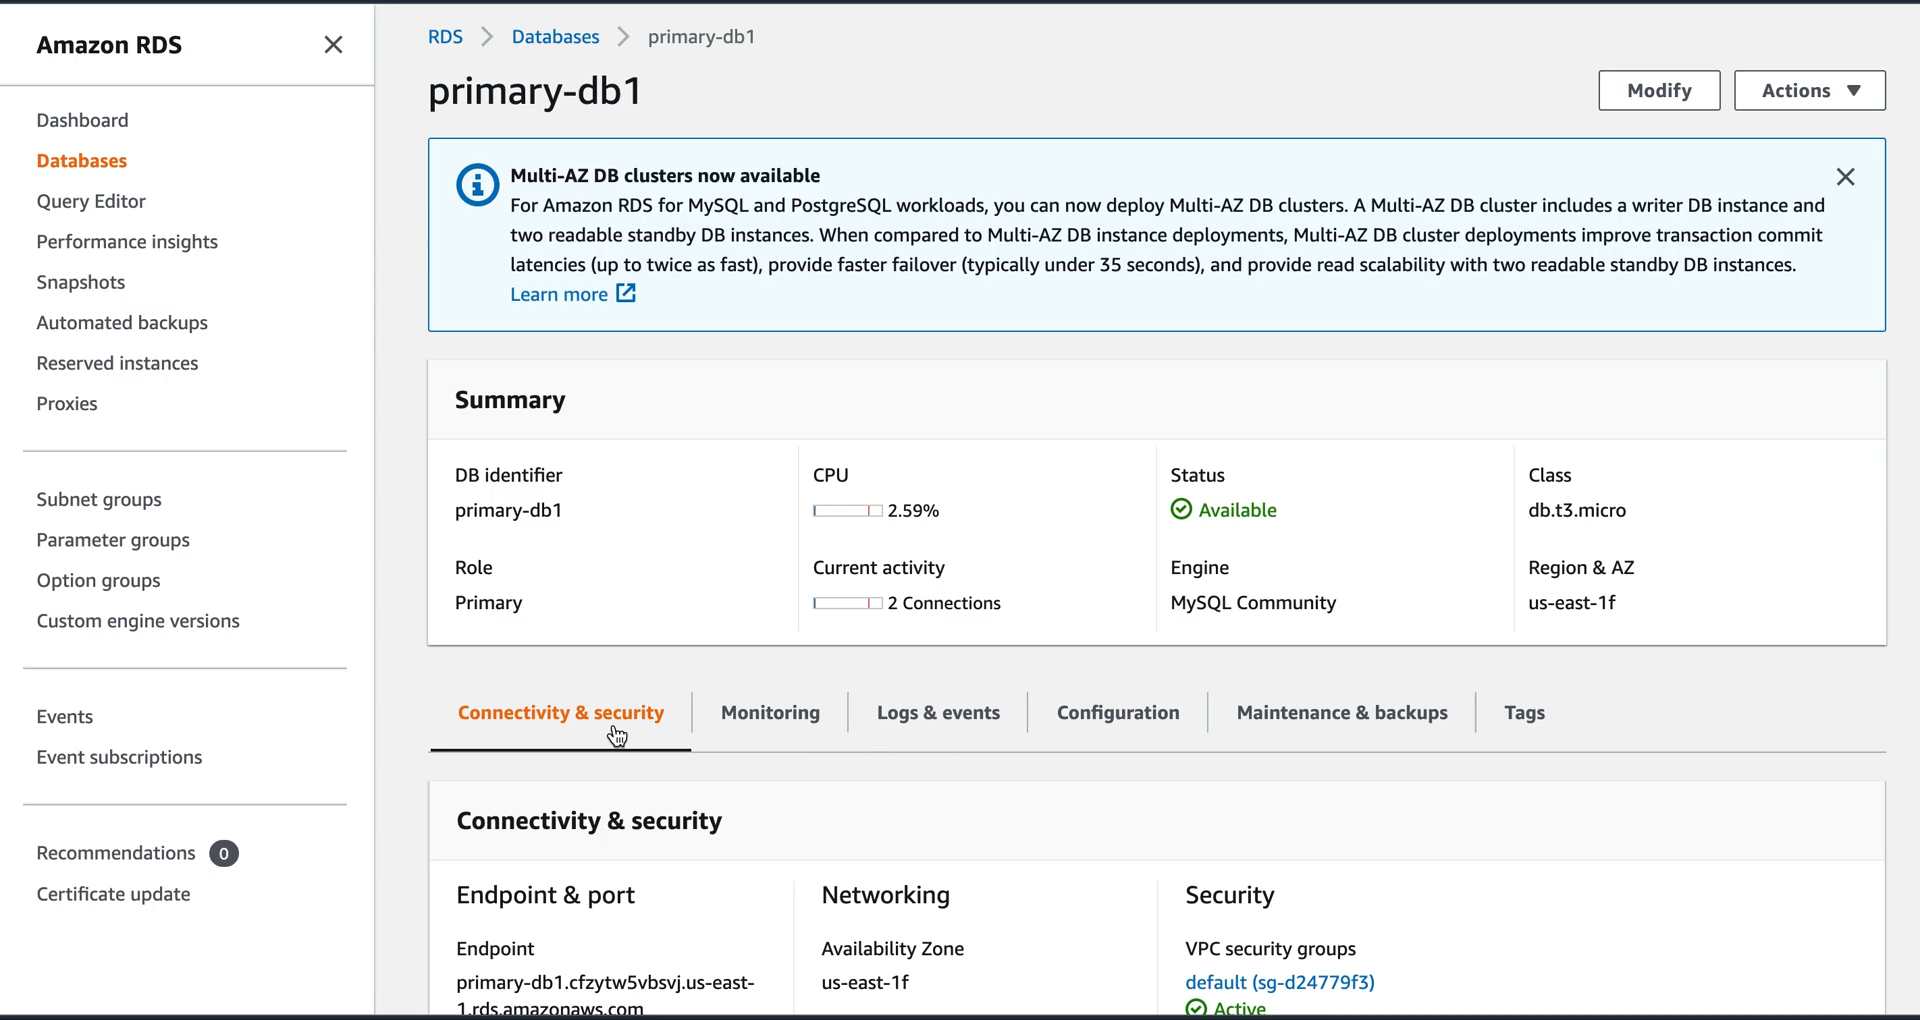 Amazon RDS
Dashboard
Databases
Query Editor
Performance insights
Snapshots
Automated backups
Reserved instances
Proxies
Subnet groups
Parameter groups
Option groups
Custom engine versions
Events
Event subscriptions
Recommendations 0
Certificate update
RDS > Databases > primary-db1
primary-db1
Modify
Actions
Multi-AZ DB clusters now available
For Amazon RDS for MySQL and PostgreSQL workloads, you can now deploy Multi-AZ DB clusters. A Multi-AZ DB cluster includes a writer DB instance and
two readable standby DB instances. When compared to Multi-AZ DB instance deployments, Multi-AZ DB cluster deployments improve transaction commit
latencies (up to twice as fast), provide faster failover (typically under 35 seconds), and provide read scalability with two readable standby DB instances.
Learn more
Summary
DB identifier
primary-db1
CPU
2.59%
Status
Available
Class
db.t3.micro
Role
Primary
Current activity
2 Connections
Engine
MySQL Community
Region & AZ
us-east-1f
Connectivity & security
Monitoring
Logs & events
Configuration
Maintenance & backups
Tags
Connectivity & security
Endpoint & port
Endpoint
primary-db1.cfzytw5vbsvj.us-east-
1.rds.amazonaws.com
Networking
Availability Zone
us-east-1f
Security
VPC security groups
default (sg-d24779f3)
Active